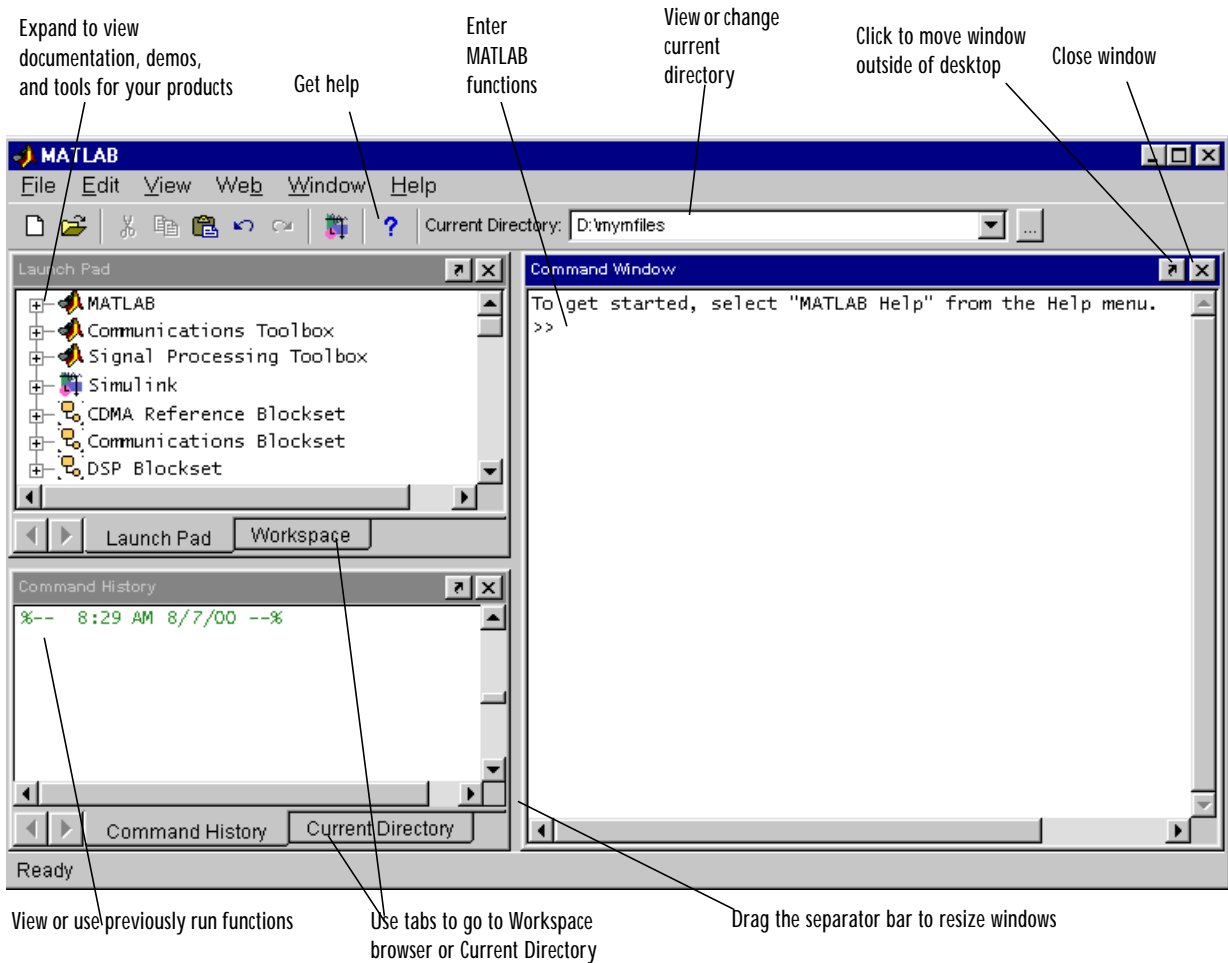 Expand to view
documentation, demos,
and tools for your products
Get help
Enter
MATLAB
functions
View or change
current
directory
Click to move window
outside of desktop
Close window
MATLAB
File Edit View Web Window Help
Current Directory: D:\mymfiles
...
Launch Pad
MATLAB
Communications Toolbox
Signal Processing Toolbox
Simulink
CDMA Reference Blockset
Communications Blockset
DSP Blockset
Launch Pad Workspace
Command History
%-- 8:29 AM 8/7/00 --%
Command History Current Directory
Command Window
To get started, select "MATLAB Help" from the Help menu.
>>
Ready
View or use previously run functions
Use tabs to go to Workspace
browser or Current Directory
Drag the separator bar to resize windows